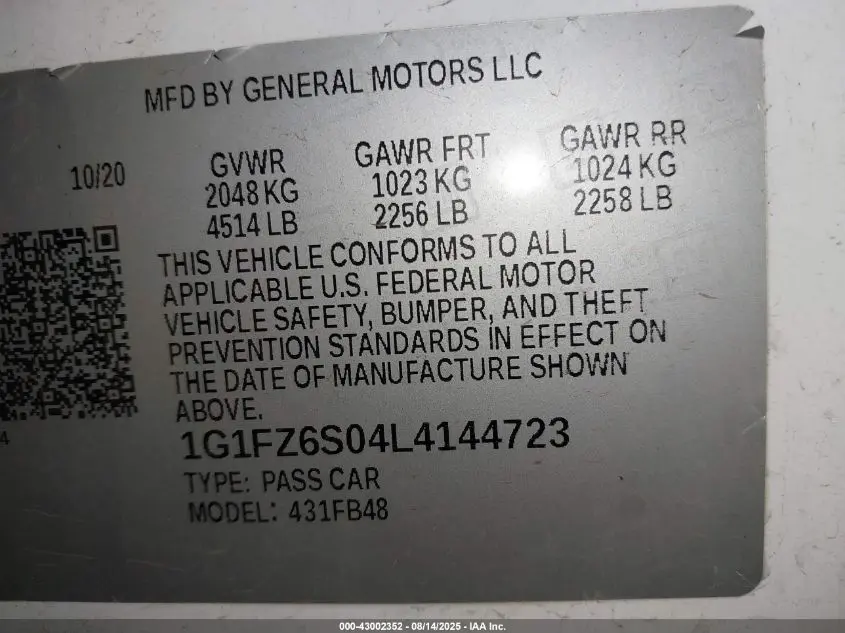 MFD BY GENERAL MOTORS LLC
10/20 GVWR GAWR FRT GAWR RR
2048 KG 1023 KG 1024 KG
4514 LB 2256 LB 2258 LB
THIS VEHICLE CONFORMS TO ALL
APPLICABLE U.S. FEDERAL MOTOR
VEHICLE SAFETY, BUMPER, AND THEFT
PREVENTION STANDARDS IN EFFECT ON
THE DATE OF MANUFACTURE SHOWN
ABOVE.
4
1G1FZ6S04L4144723
TYPE: PASS CAR
MODEL: 431FB48
000-43002352 - 08/14/2025 - IAA Inc.